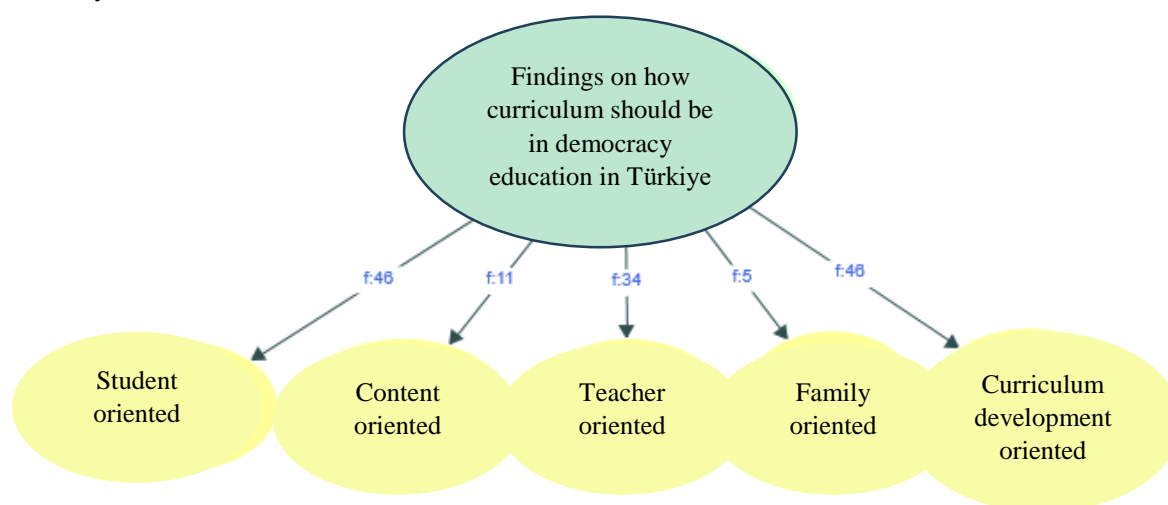 Findings on how
curriculum should be
in democracy
education in Türkiye
f:46
f:11
f:34
f:5
f:46
Student
oriented
Content
oriented
Teacher
oriented
Family
oriented
Curriculum
development
oriented